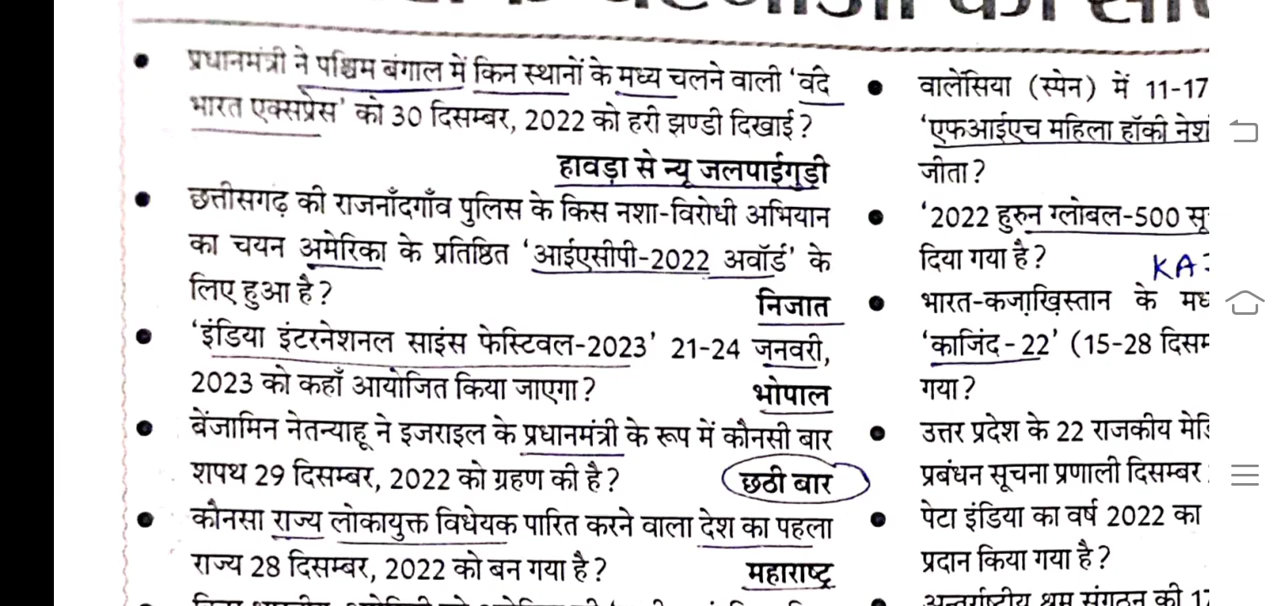 प्रधानमंत्री ने पश्चिम बंगाल में किन स्थानों के मध्य चलने वाली ‘वंदे
भारत एक्सप्रेस’ को 30 दिसम्बर, 2022 को हरी झण्डी दिखाई?
हावड़ा से न्यू जलपाईगुड़ी
छत्तीसगढ़ की राजनाँदगाँव पुलिस के किस नशा-विरोधी अभियान
का चयन अमेरिका के प्रतिष्ठित ‘आईएसीपी-2022 अवॉर्ड’ के
लिए हुआ है?
निजात
‘इंडिया इंटरनेशनल साइंस फेस्टिवल-2023’ 21-24 जनवरी,
2023 को कहाँ आयोजित किया जाएगा? भोपाल
बेंजामिन नेतन्याहू ने इजराइल के प्रधानमंत्री के रूप में कौनसी बार
शपथ 29 दिसम्बर, 2022 को ग्रहण की है? छठी बार
कौनसा राज्य लोकायुक्त विधेयक पारित करने वाला देश का पहला
राज्य 28 दिसम्बर, 2022 को बन गया है? महाराष्ट्र
वालेंसिया (स्पेन) में 11-17
‘एफआईएच महिला हॉकी
जीता?
‘2022 हुरुन ग्लोबल-500
दिया गया है?
भारत-कजाख़िस्तान के
‘काजिंद-22’ (15-28
गया?
उत्तर प्रदेश के 22 राजकीय
प्रबंधन सूचना प्रणाली दिसम्बर
पेटा इंडिया का वर्ष 2022 का
प्रदान किया गया है?
अन्तर्राष्ट्रीय श्रम संगठन की